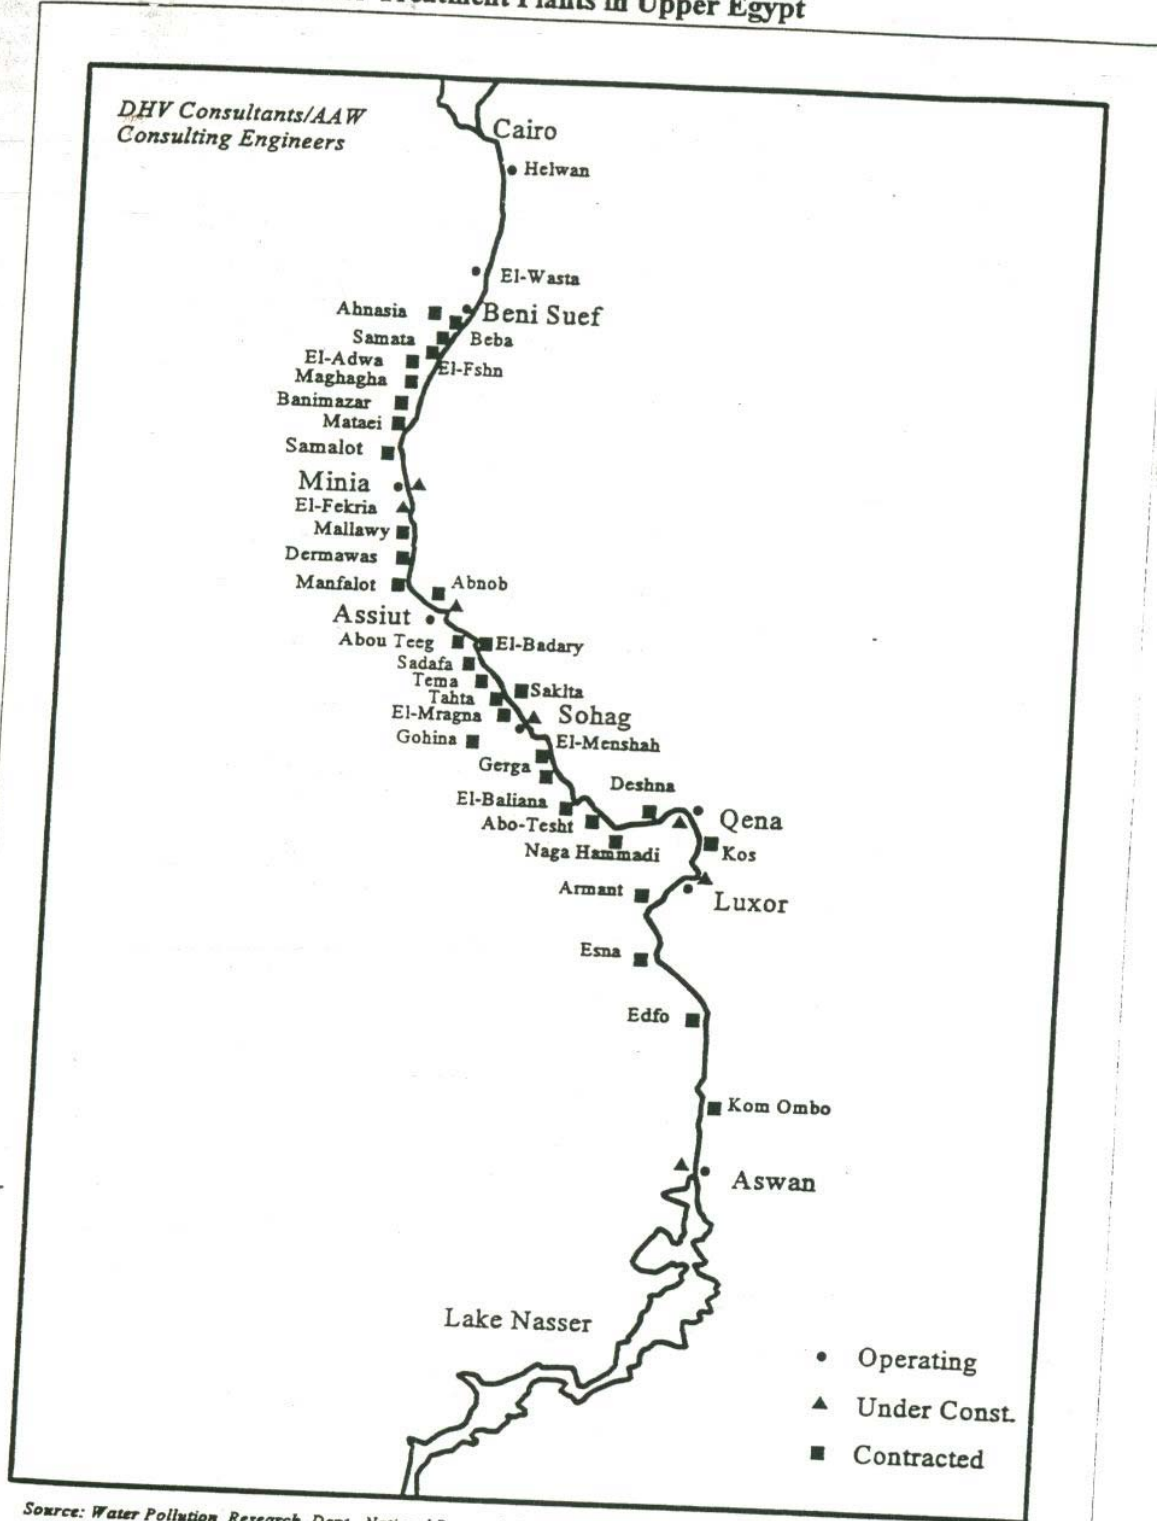 Plants in Upper Egypt
DHV Consultants/AAW
Consulting Engineers
Cairo
Helwan
El-Wasta
Ahnasia
Beni Suef
Samata
Beba
El-Adwa
El-Fshn
Maghagha
Banimazar
Mataei
Samalot
Minia
El-Fekria
Mallawy
Dermawas
Manfalot
Abnob
Assiut
Abou Teeg
El-Badary
Sadafa
Tema
Saklta
Tahta
El-Mragna
Sohag
Gohina
El-Menshah
Gerga
Deshna
El-Baliana
Abo-Tesht
Qena
Naga Hammadi
Kos
Armant
Luxor
Esna
Edfo
Kom Ombo
Aswan
Lake Nasser
Operating
Under Const.
Contracted
Source: Water Pollution Research Dept.